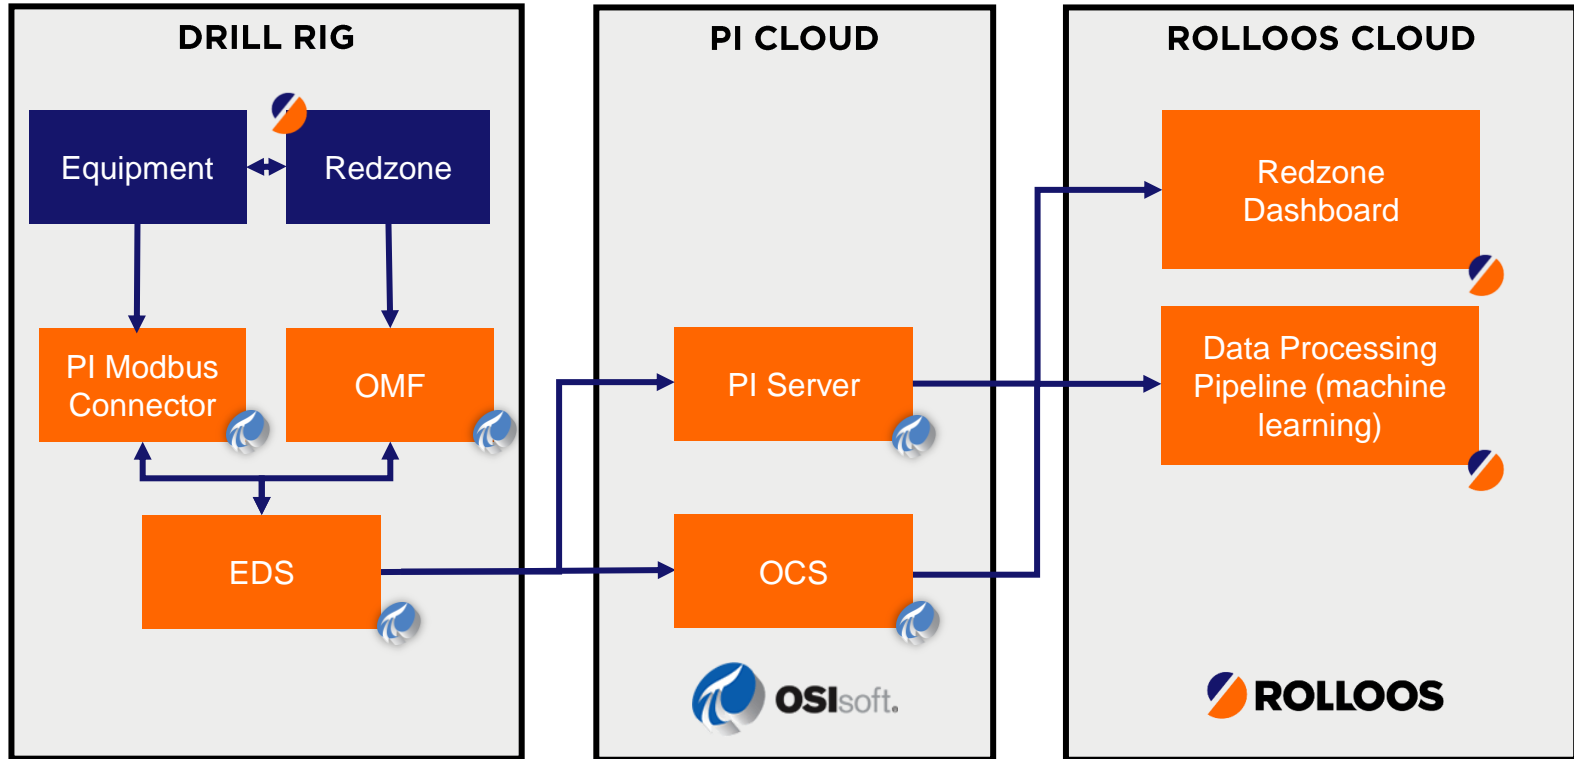 DRILL RIG
Equipment
Redzone
PI Modbus
Connector
OMF
EDS
PI CLOUD
PI Server
OCS
OSIsoft.
ROLLOOS CLOUD
Redzone
Dashboard
Data Processing
Pipeline (machine
learning)
ROLLOOS